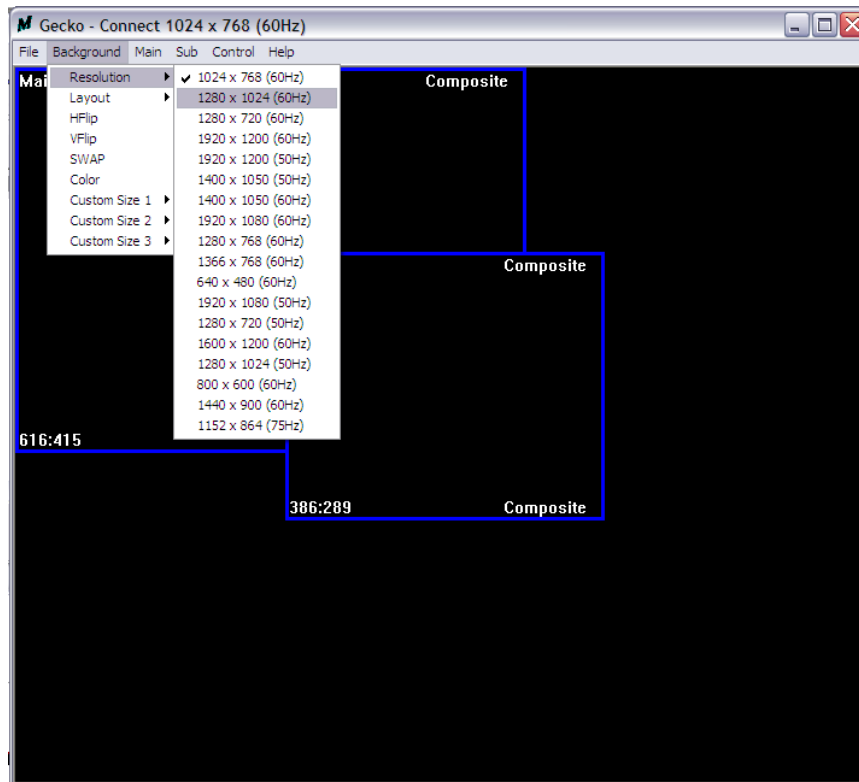 Gecko - Connect 1024 x 768 (60Hz)
File Background Main Sub Control Help
Resolution
Layout
HFlip
VFlip
SWAP
Color
Custom Size 1
Custom Size 2
Custom Size 3
1024 x 768 (60Hz)
1280 x 1024 (60Hz)
1280 x 720 (60Hz)
1920 x 1200 (60Hz)
1920 x 1200 (50Hz)
1400 x 1050 (50Hz)
1400 x 1050 (60Hz)
1920 x 1080 (60Hz)
1280 x 768 (60Hz)
1366 x 768 (60Hz)
640 x 480 (60Hz)
1920 x 1080 (50Hz)
1280 x 720 (50Hz)
1600 x 1200 (60Hz)
1280 x 1024 (50Hz)
800 x 600 (60Hz)
1440 x 900 (60Hz)
1152 x 864 (75Hz)
Mai
Composite
616:415
Composite
386:289 Composite